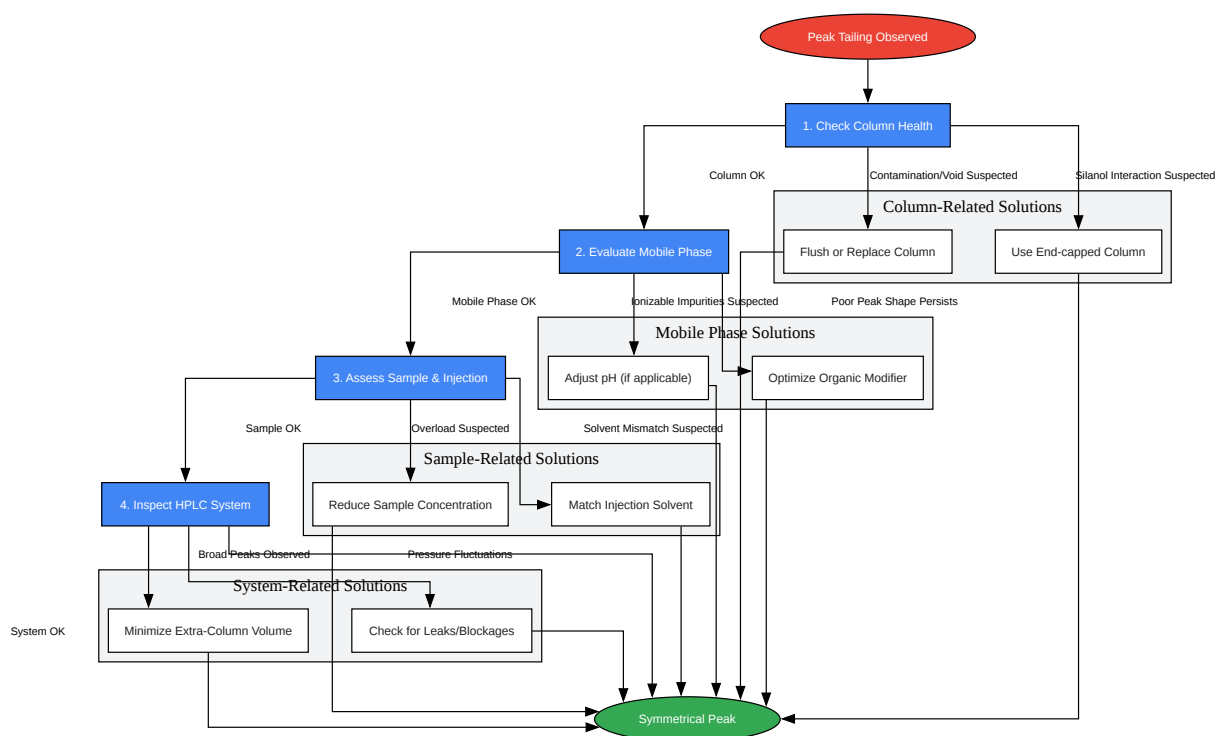 Peak Tailing Observed
1. Check Column Health
Column OK
Contamination/Void Suspected
Silanol Interaction Suspected
Column-Related Solutions
2. Evaluate Mobile Phase
Flush or Replace Column
Use End-capped Column
Mobile Phase OK
Ionizable Impurities Suspected
Poor Peak Shape Persists
Mobile Phase Solutions
3. Assess Sample & Injection
Adjust pH (if applicable)
Optimize Organic Modifier
Sample OK
Overload Suspected
Solvent Mismatch Suspected
Sample-Related Solutions
4. Inspect HPLC System
Reduce Sample Concentration
Match Injection Solvent
Broad Peaks Observed
Pressure Fluctuations
System-Related Solutions
System OK
Minimize Extra-Column Volume
Check for Leaks/Blockages
Symmetrical Peak